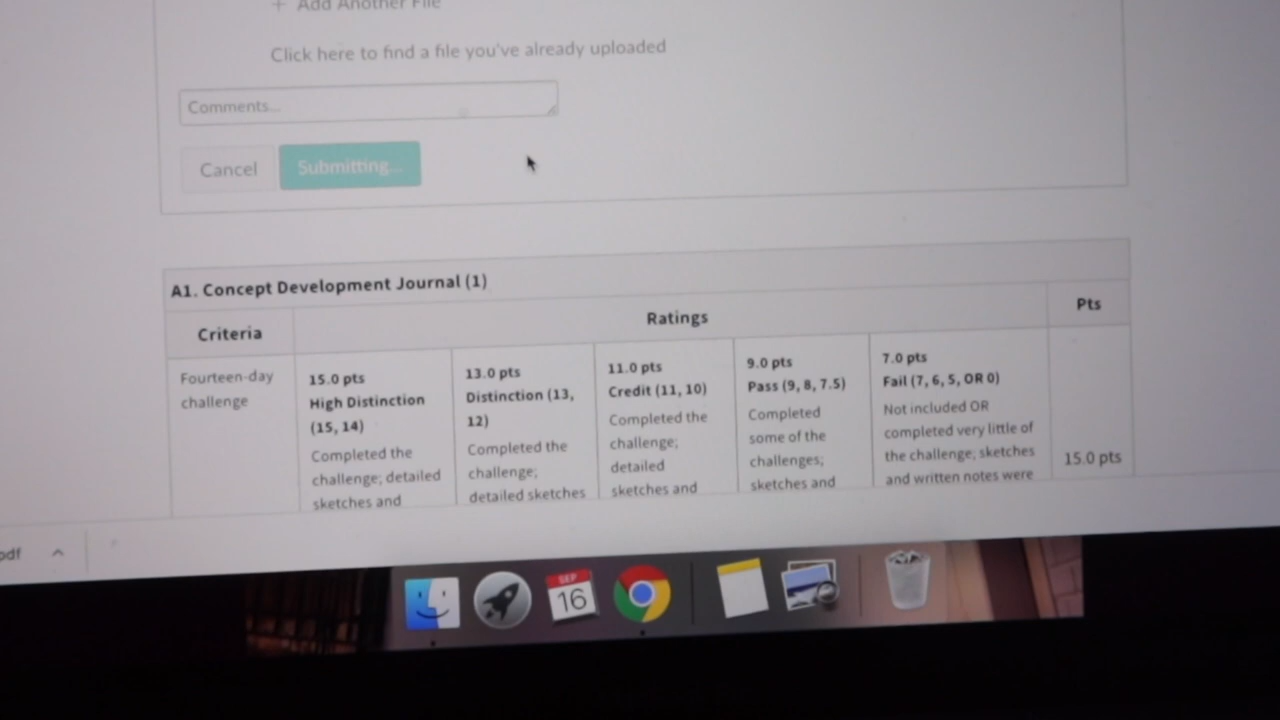 + Add Another File
Click here to find a file you've already uploaded
Comments...
Cancel
Submitting...
A1. Concept Development Journal (1)
Criteria
Ratings
Pts
Fourteen-day
challenge
15.0 pts
High Distinction
(15, 14)
Completed the
challenge; detailed
sketches and
13.0 pts
Distinction (13,
12)
Completed the
challenge;
detailed sketches
11.0 pts
Credit (11, 10)
Completed the
challenge;
detailed
sketches and
9.0 pts
Pass (9, 8, 7.5)
Completed
some of the
challenges;
sketches and
7.0 pts
Fail (7, 6, 5, OR 0)
Not included OR
completed very little of
the challenge; sketches
and written notes were
15.0 pts
pdf
SEP
16